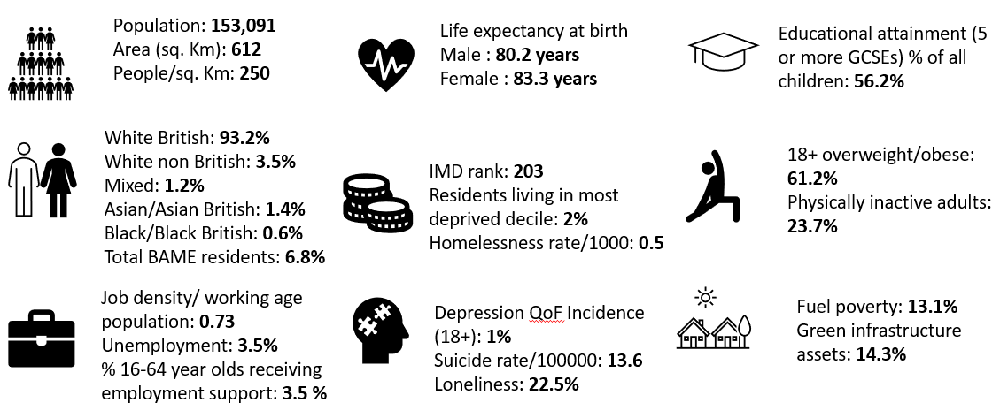 Population: 153,091
Area (sq. Km): 612
People/sq. Km: 250
Life expectancy at birth
Male : 80.2 years
Female : 83.3 years
Educational attainment (5
or more GCSEs) % of all
children: 56.2%
White British: 93.2%
White non British: 3.5%
Mixed: 1.2%
Asian/Asian British: 1.4%
Black/Black British: 0.6%
Total BAME residents: 6.8%
IMD rank: 203
Residents living in most
deprived decile: 2%
Homelessness rate/1000: 0.5
18+ overweight/obese:
61.2%
Physically inactive adults:
23.7%
Job density/ working age
population: 0.73
Unemployment: 3.5%
% 16-64 year olds receiving
employment support: 3.5 %
Depression QoF Incidence
(18+): 1%
Suicide rate/100000: 13.6
Loneliness: 22.5%
Fuel poverty: 13.1%
Green infrastructure
assets: 14.3%